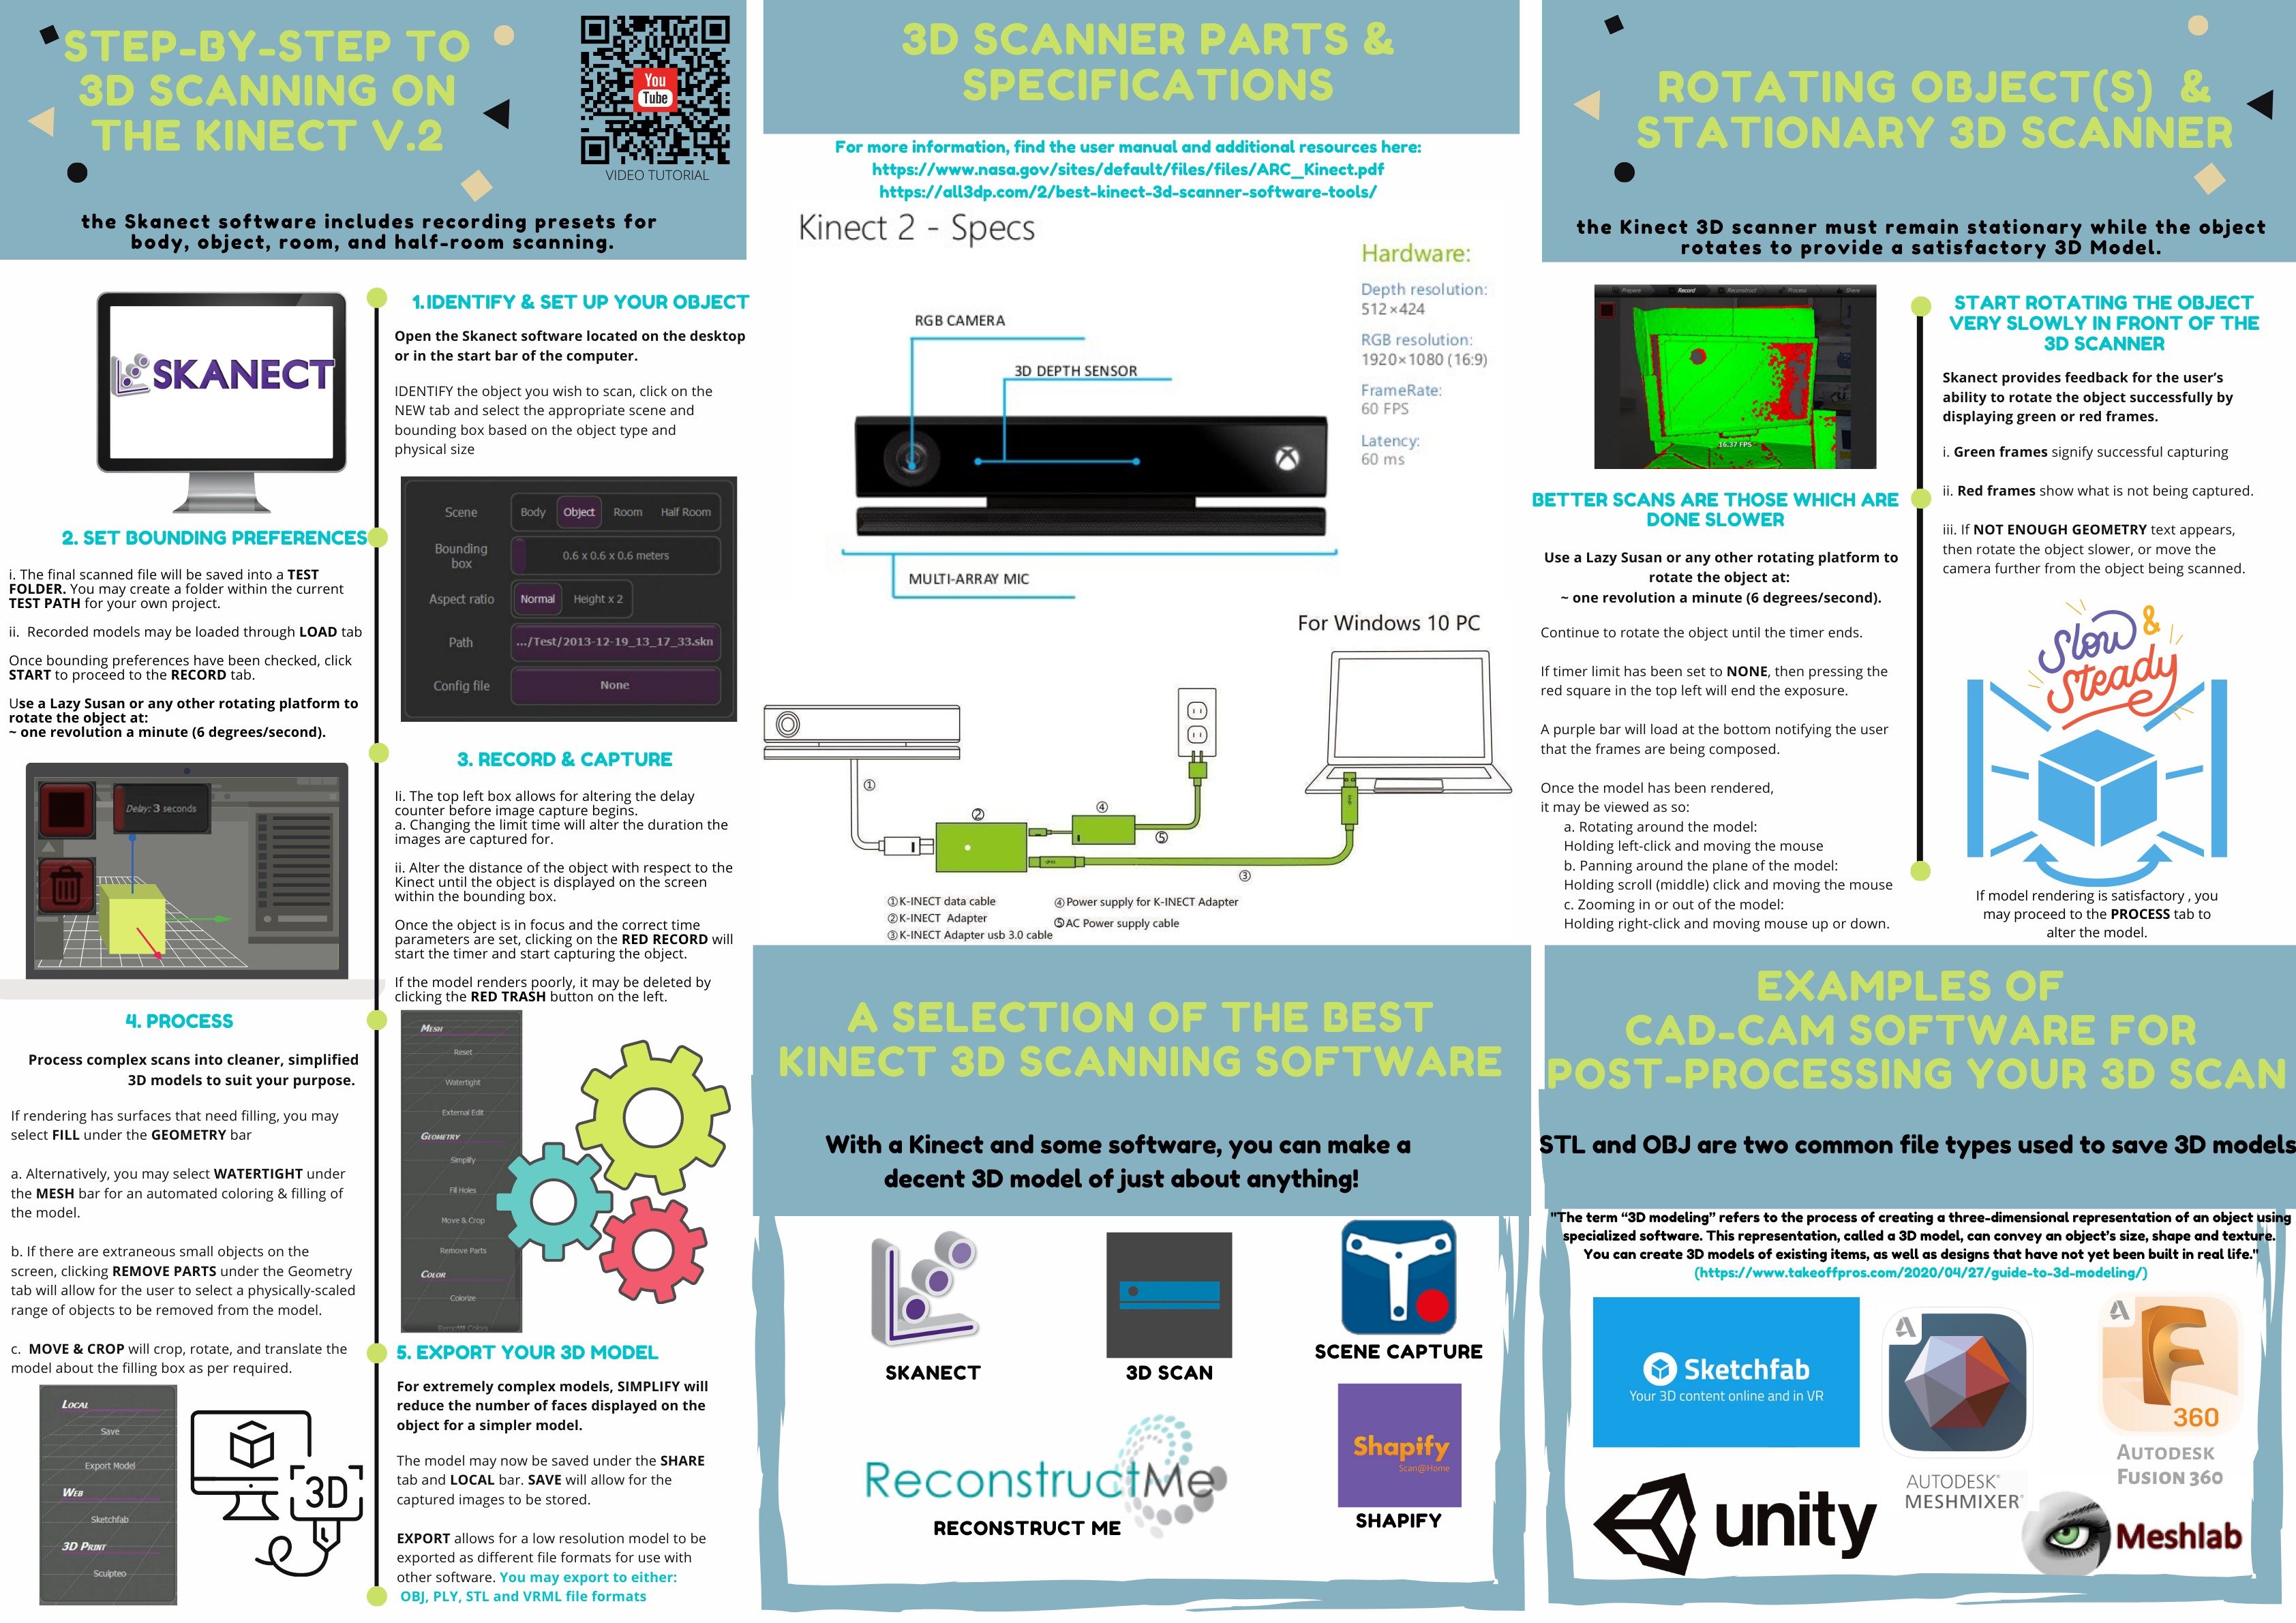 STEP-BY-STEP TO
3D SCANNING ON
THE KINECT V.2
You
Tube
VIDEO TUTORIAL
the Skanect software includes recording presets for
body, object, room, and half-room scanning.
SKANECT
1. IDENTIFY & SET UP YOUR OBJECT
Open the Skanect software located on the desktop
or in the start bar of the computer.
IDENTIFY the object you wish to scan, click on the
NEW tab and select the appropriate scene and
bounding box based on the object type and
physical size
Scene Body Object Room Half Room
Bounding
box
0.6 x 0.6 x 0.6 meters
Aspect ratio Normal Height x 2
Path .../Test/2013-12-19_13_17_33.skn
Config file None
2. SET BOUNDING PREFERENCES
i. The final scanned file will be saved into a TEST
FOLDER. You may create a folder within the current
TEST PATH for your own project.
ii. Recorded models may be loaded through LOAD tab
Once bounding preferences have been checked, click
START to proceed to the RECORD tab.
Use a Lazy Susan or any other rotating platform to
rotate the object at:
~ one revolution a minute (6 degrees/second).
Delay: 3 seconds
3. RECORD & CAPTURE
Ii. The top left box allows for altering the delay
counter before image capture begins.
a. Changing the limit time will alter the duration the
images are captured for.
ii. Alter the distance of the object with respect to the
Kinect until the object is displayed on the screen
within the bounding box.
Once the object is in focus and the correct time
parameters are set, clicking on the RED RECORD will
start the timer and start capturing the object.
If the model renders poorly, it may be deleted by
clicking the RED TRASH button on the left.
4. PROCESS
Process complex scans into cleaner, simplified
3D models to suit your purpose.
If rendering has surfaces that need filling, you may
select FILL under the GEOMETRY bar
a. Alternatively, you may select WATERTIGHT under
the MESH bar for an automated coloring & filling of
the model.
b. If there are extraneous small objects on the
screen, clicking REMOVE PARTS under the Geometry
tab will allow for the user to select a physically-scaled
range of objects to be removed from the model.
c. MOVE & CROP will crop, rotate, and translate the
model about the filling box as per required.
MESH
Reset
Watertight
External Edit
GEOMETRY
Simplify
Fill Holes
Move & Crop
Remove Parts
COLOR
Colorize
LOCAL
Save
Export Model
WEB
Sketchfab
3D PRINT
Sculpteo
3D
5. EXPORT YOUR 3D MODEL
For extremely complex models, SIMPLIFY will
reduce the number of faces displayed on the
object for a simpler model.
The model may now be saved under the SHARE
tab and LOCAL bar. SAVE will allow for the
captured images to be stored.
EXPORT allows for a low resolution model to be
exported as different file formats for use with
other software. You may export to either:
OBJ, PLY, STL and VRML file formats
3D SCANNER PARTS &
SPECIFICATIONS
For more information, find the user manual and additional resources here:
https://www.nasa.gov/sites/default/files/files/ARC_Kinect.pdf
https://all3dp.com/2/best-kinect-3d-scanner-software-tools/
Kinect 2 - Specs
RGB CAMERA
3D DEPTH SENSOR
MULTI-ARRAY MIC
Hardware:
Depth resolution:
512×424
RGB resolution:
1920×1080 (16:9)
FrameRate:
60 FPS
Latency:
60 ms
For Windows 10 PC
①
②
④
⑤
③
①K-INECT data cable
②K-INECT Adapter
③K-INECT Adapter usb 3.0 cable
④Power supply for K-INECT Adapter
⑤AC Power supply cable
A SELECTION OF THE BEST
KINECT 3D SCANNING SOFTWARE
With a Kinect and some software, you can make a
decent 3D model of just about anything!
SKANECT
3D SCAN
SCENE CAPTURE
ReconstructMe
RECONSTRUCT ME
Shapify
Scan@Home
SHAPIFY
ROTATING OBJECT(S) &
STATIONARY 3D SCANNER
the Kinect 3D scanner must remain stationary while the object
rotates to provide a satisfactory 3D Model.
Prepare Record Reconstruct Process Share
16.37 FPS
START ROTATING THE OBJECT
VERY SLOWLY IN FRONT OF THE
3D SCANNER
Skanect provides feedback for the user's
ability to rotate the object successfully by
displaying green or red frames.
i. Green frames signify successful capturing
ii. Red frames show what is not being captured.
iii. If NOT ENOUGH GEOMETRY text appears,
then rotate the object slower, or move the
camera further from the object being scanned.
BETTER SCANS ARE THOSE WHICH ARE
DONE SLOWER
Use a Lazy Susan or any other rotating platform to
rotate the object at:
~ one revolution a minute (6 degrees/second).
Continue to rotate the object until the timer ends.
If timer limit has been set to NONE, then pressing the
red square in the top left will end the exposure.
A purple bar will load at the bottom notifying the user
that the frames are being composed.
Once the model has been rendered,
it may be viewed as so:
a. Rotating around the model:
Holding left-click and moving the mouse
b. Panning around the plane of the model:
Holding scroll (middle) click and moving the mouse
c. Zooming in or out of the model:
Holding right-click and moving mouse up or down.
Slow &
Steady
If model rendering is satisfactory , you
may proceed to the PROCESS tab to
alter the model.
EXAMPLES OF
CAD-CAM SOFTWARE FOR
POST-PROCESSING YOUR 3D SCAN
STL and OBJ are two common file types used to save 3D models
"The term “3D modeling” refers to the process of creating a three-dimensional representation of an object using
specialized software. This representation, called a 3D model, can convey an object’s size, shape and texture.
You can create 3D models of existing items, as well as designs that have not yet been built in real life."
(https://www.takeoffpros.com/2020/04/27/guide-to-3d-modeling/)
Sketchfab
Your 3D content online and in VR
AUTODESK®
MESHMIXER®
360
AUTODESK
FUSION 360
unity
Meshlab